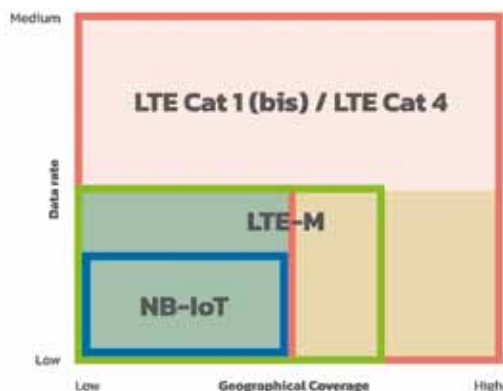 Medium
LTE Cat 1 (bis) / LTE Cat 4
Data rate
LTE-M
NB-IoT
Low
Low Geographical Coverage High